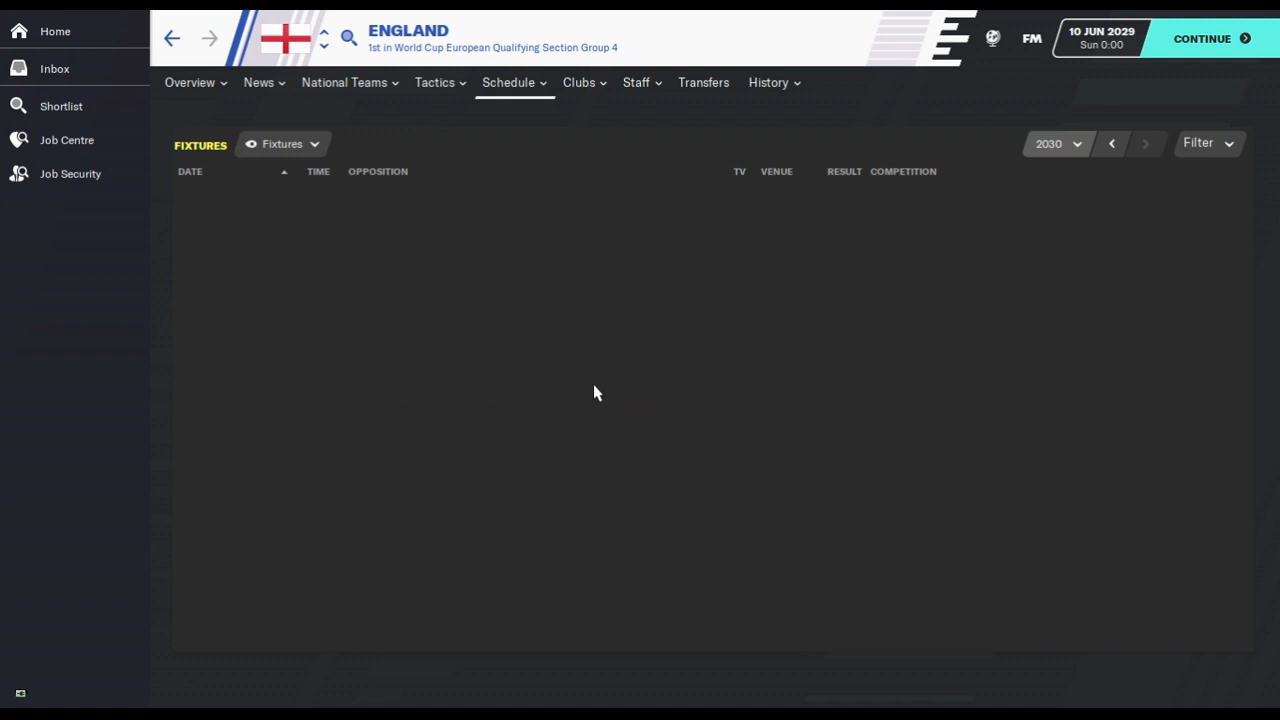 Home
Inbox
Shortlist
Job Centre
Job Security
ENGLAND
1st in World Cup European Qualifying Section Group 4
FM
10 JUN 2029
Sun 0:00
CONTINUE
Overview News National Teams Tactics Schedule Clubs Staff Transfers History
FIXTURES Fixtures 2030 Filter
DATE TIME OPPOSITION TV VENUE RESULT COMPETITION